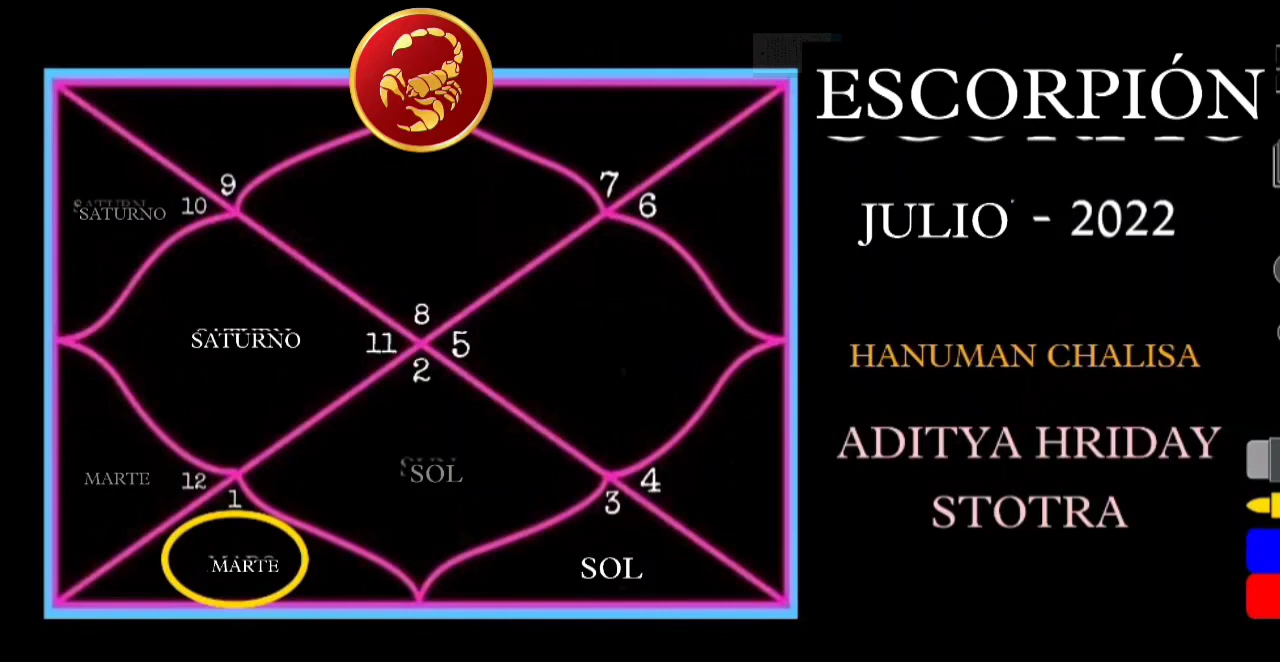 ESCORPIÓN
JULIO - 2022
HANUMAN CHALISA
ADITYA HRIDAY
STOTRA
9
7
SATURNO 10
6
8
SATURNO 11
5
2
MARTE 12
SOL
4
1
3
MARTE
SOL